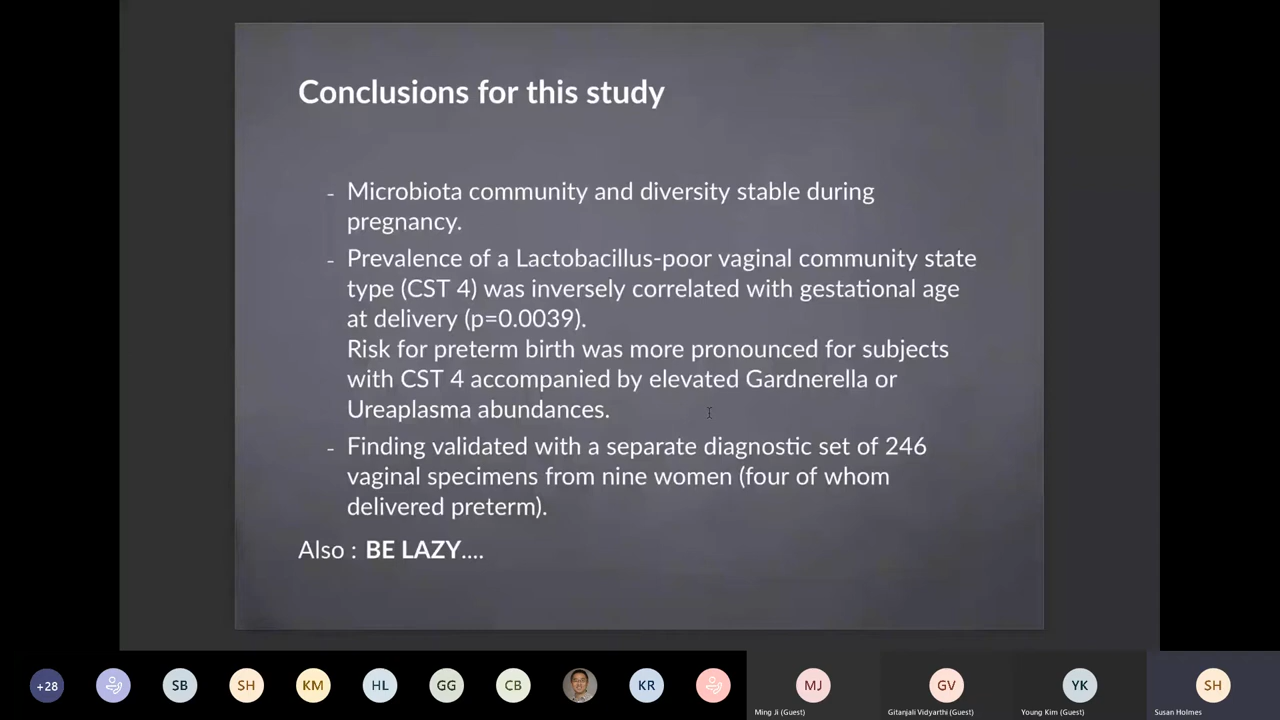 Conclusions for this study
- Microbiota community and diversity stable during
pregnancy.
- Prevalence of a Lactobacillus-poor vaginal community state
type (CST 4) was inversely correlated with gestational age
at delivery (p=0.0039).
Risk for preterm birth was more pronounced for subjects
with CST 4 accompanied by elevated Gardnerella or
Ureaplasma abundances.
- Finding validated with a separate diagnostic set of 246
vaginal specimens from nine women (four of whom
delivered preterm).
Also : BE LAZY....
+28
SB
SH
KM
HL
GG
CB
KR
MJ
Ming Ji (Guest)
GV
Gitanjali Vidyarthi (Guest)
YK
Young Kim (Guest)
SH
Susan Holmes